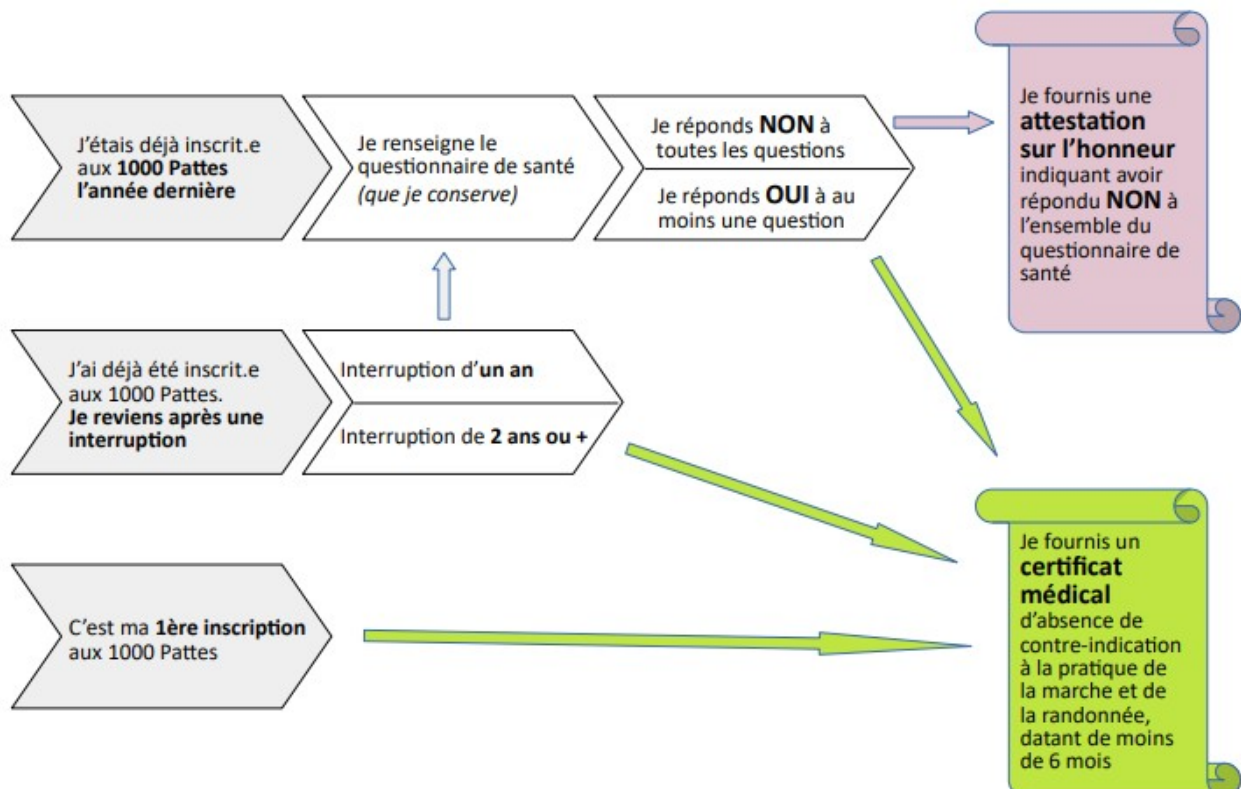 J'étais déjà inscrit.e
aux 1000 Pattes
l'année dernière
Je renseigne le
questionnaire de santé
(que je conserve)
Je réponds NON à
toutes les questions
Je réponds OUI à au
moins une question
Je fournis une
attestation
sur l'honneur
indiquant avoir
répondu NON à
l'ensemble du
questionnaire de
santé
J'ai déjà été inscrit.e
aux 1000 Pattes.
Je reviens après une
interruption
Interruption d'un an
Interruption de 2 ans ou +
C'est ma 1ère inscription
aux 1000 Pattes
Je fournis un
certificat
médical
d'absence de
contre-indication
à la pratique de
la marche et de
la randonnée,
datant de moins
de 6 mois